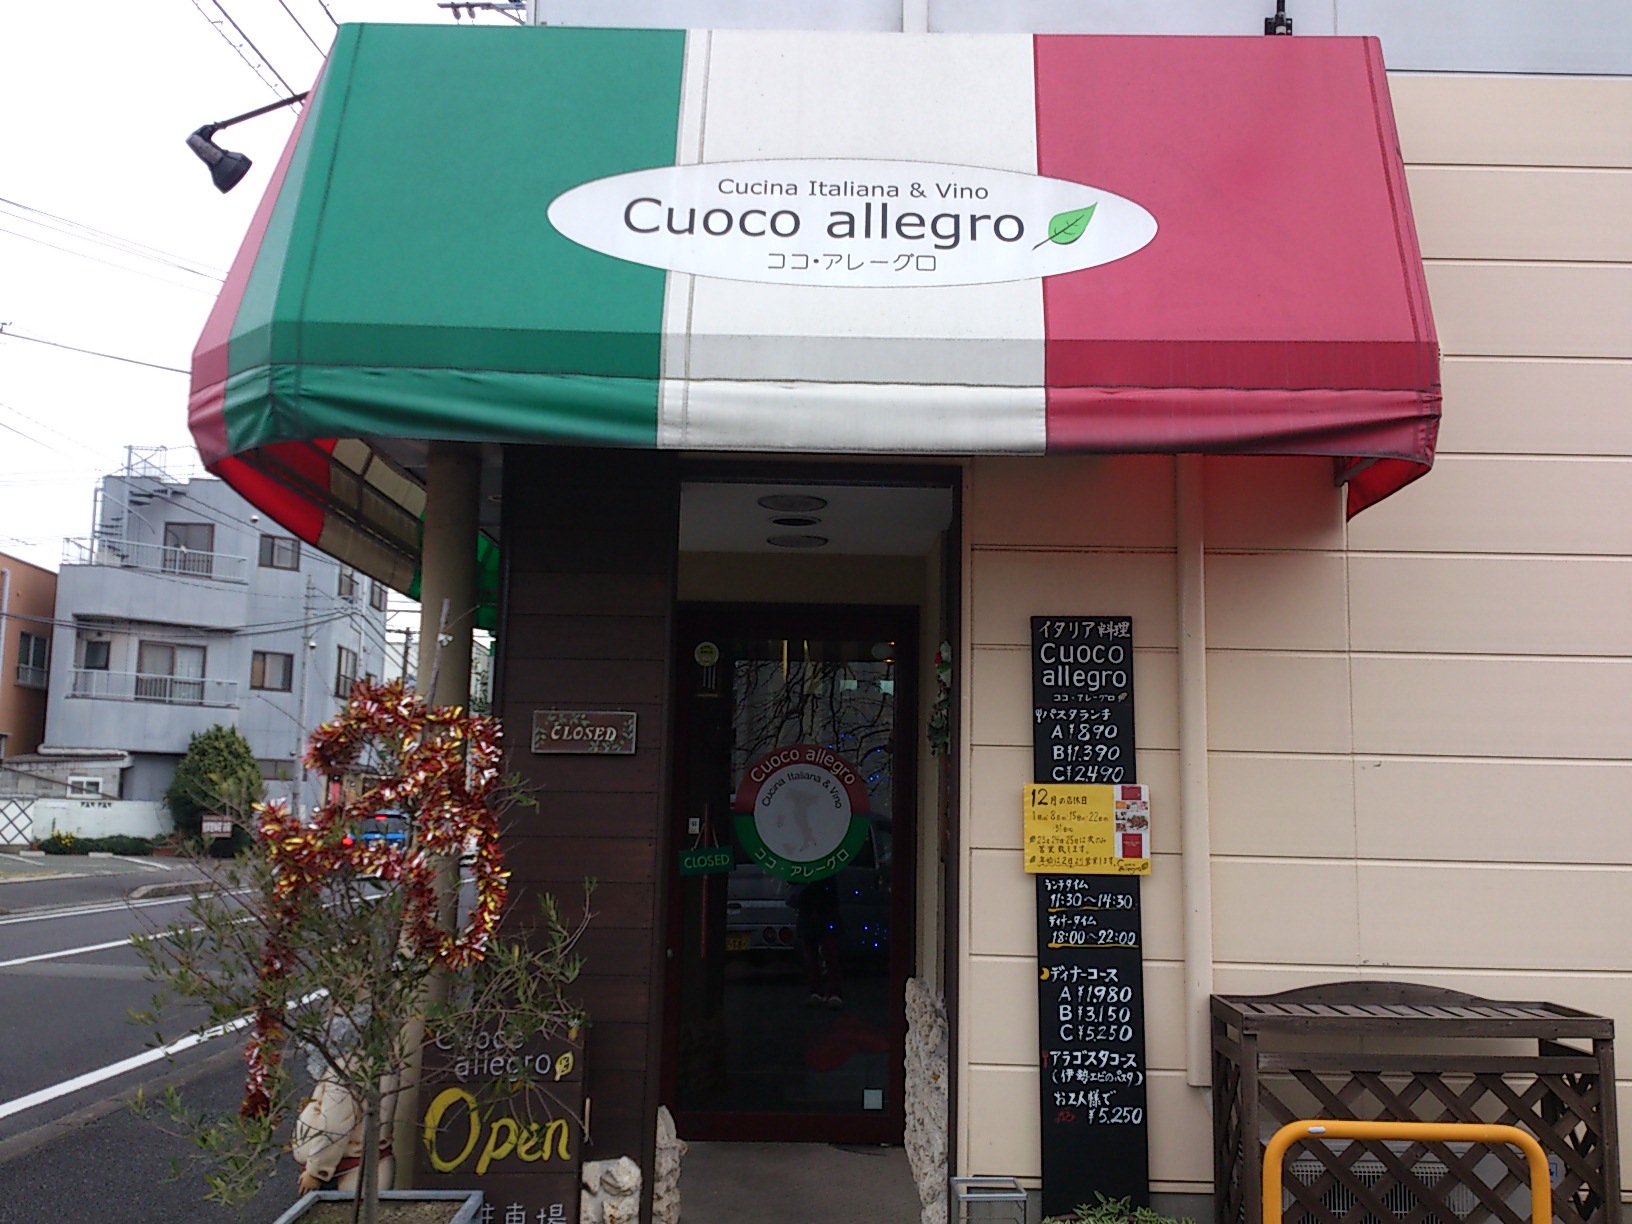 Cucina Italiana & Vino
Cuoco allegro
ココ・アレーグロ
CLOSED
Cuoco allegro
Cucina Italiana & Vino
ココ・アレーグロ
CLOSED
イタリア料理
Cuoco
allegro
ココ・アレーグロ
パスタランチ
A ¥890
B ¥1,390
C ¥2,490
12月の店休日
ランチタイム
11:30~14:30
ディナータイム
18:00~22:00
ディナーコース
A ¥1,980
B ¥3,150
C ¥5,250
アラゴスタコース
(伊勢エビのパスタ)
お2人様で
¥5,250
Cuoco
allegro
Open
駐車場